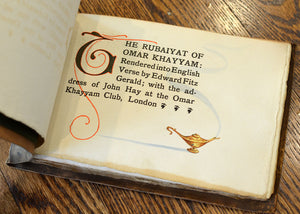 THE RUBAIYAT OF
OMAR KHAYYAM:
Rendered into English
Verse by Edward Fitz
Gerald; with the ad-
dress of John Hay at the Omar
Khayyam Club, London